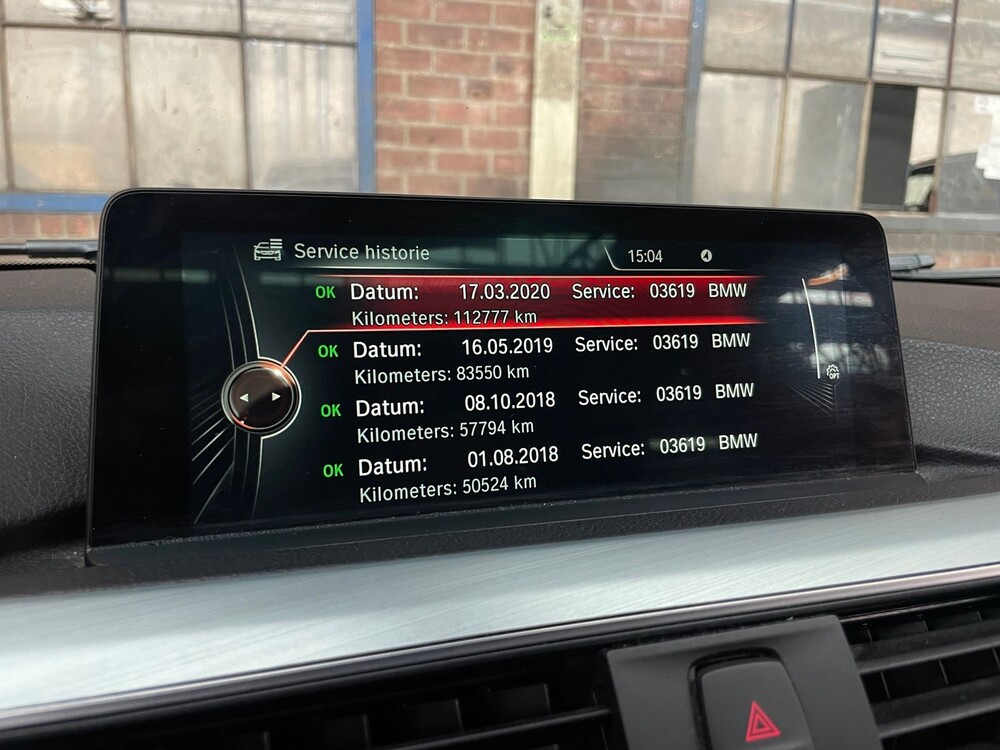 Service historie 15:04
OK Datum: 17.03.2020 Service: 03619 BMW
Kilometers: 112777 km
OK Datum: 16.05.2019 Service: 03619 BMW
Kilometers: 83550 km
OK Datum: 08.10.2018 Service: 03619 BMW
Kilometers: 57794 km
OPT
OK Datum: 01.08.2018 Service: 03619 BMW
Kilometers: 50524 km